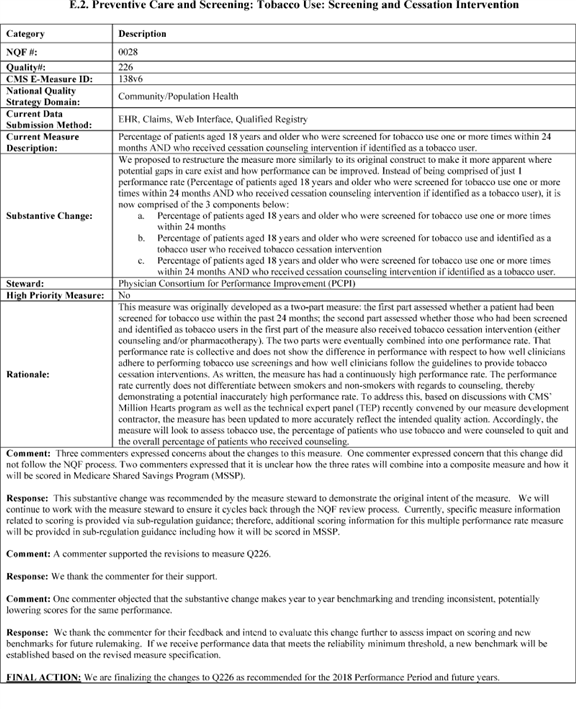 E.2. Preventive Care and Screening: Tobacco Use: Screening and Cessation Intervention
Category Description
NQF #: 0028
Quality#: 226
CMS E-Measure ID: 138v6
National Quality
Strategy Domain: Community/Population Health
Current Data
Submission Method: EHR, Claims, Web Interface, Qualified Registry
Current Measure
Description: Percentage of patients aged 18 years and older who were screened for tobacco use one or more times within 24
months AND who received cessation counseling intervention if identified as a tobacco user.
Substantive Change:
We proposed to restructure the measure more similarly to its original construct to make it more apparent where
potential gaps in care exist and how performance can be improved. Instead of being comprised of just 1
performance rate (Percentage of patients aged 18 years and older who were screened for tobacco use one or more
times within 24 months AND who received cessation counseling intervention if identified as a tobacco user), it is
now comprised of the 3 components below:
a. Percentage of patients aged 18 years and older who were screened for tobacco use one or more times
within 24 months
b. Percentage of patients aged 18 years and older who were screened for tobacco use and identified as a
tobacco user who received tobacco cessation intervention
c. Percentage of patients aged 18 years and older who were screened for tobacco use one or more times
within 24 months AND who received cessation counseling intervention if identified as a tobacco user.
Steward: Physician Consortium for Performance Improvement (PCPI)
High Priority Measure: No
Rationale:
This measure was originally developed as a two-part measure: the first part assessed whether a patient had been
screened for tobacco use within the past 24 months; the second part assessed whether those who had been screened
and identified as tobacco users in the first part of the measure also received tobacco cessation intervention (either
counseling and/or pharmacotherapy). The two parts were eventually combined into one performance rate. That
performance rate is collective and does not show the difference in performance with respect to how well clinicians
adhere to performing tobacco use screenings and how well clinicians follow the guidelines to provide tobacco
cessation interventions. As written, the measure has had a continuously high performance rate. The performance
rate currently does not differentiate between smokers and non-smokers with regards to counseling, thereby
demonstrating a potential inaccurately high performance rate. To address this, based on discussions with CMS'
Million Hearts program as well as the technical expert panel (TEP) recently convened by our measure development
contractor, the measure has been updated to more accurately reflect the intended quality action. Accordingly, the
measure will look to assess tobacco use, the percentage of patients who use tobacco and were counseled to quit and
the overall percentage of patients who received counseling.
Comment: Three commenters expressed concerns about the changes to this measure. One commenter expressed concern that this change did
not follow the NQF process. Two commenters expressed that it is unclear how the three rates will combine into a composite measure and how it
will be scored in Medicare Shared Savings Program (MSSP).
Response: This substantive change was recommended by the measure steward to demonstrate the original intent of the measure. We will
continue to work with the measure steward to ensure it cycles back through the NQF review process. Currently, specific measure information
related to scoring is provided via sub-regulation guidance; therefore, additional scoring information for this multiple performance rate measure
will be provided in sub-regulation guidance including how it will be scored in MSSP.
Comment: A commenter supported the revisions to measure Q226.
Response: We thank the commenter for their support.
Comment: One commenter objected that the substantive change makes year to year benchmarking and trending inconsistent, potentially
lowering scores for the same performance.
Response: We thank the commenter for their feedback and intend to evaluate this change further to assess impact on scoring and new
benchmarks for future rulemaking. If we receive performance data that meets the reliability minimum threshold, a new benchmark will be
established based on the revised measure specification.
FINAL ACTION: We are finalizing the changes to Q226 as recommended for the 2018 Performance Period and future years.